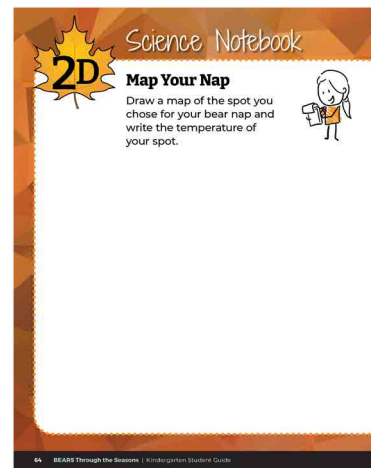 Science Notebook
2D
Map Your Nap
Draw a map of the spot you
chose for your bear nap and
write the temperature of
your spot.
64 BEARS Through the Seasons | Kindergarten Student Guide